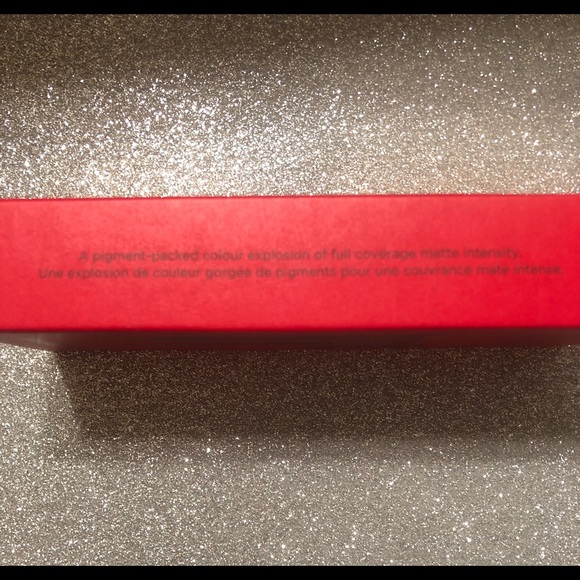 A pigment-packed colour explosion of full coverage matte intensity.
Une explosion de couleur gorgée de pigments pour une couvrance mate intense.